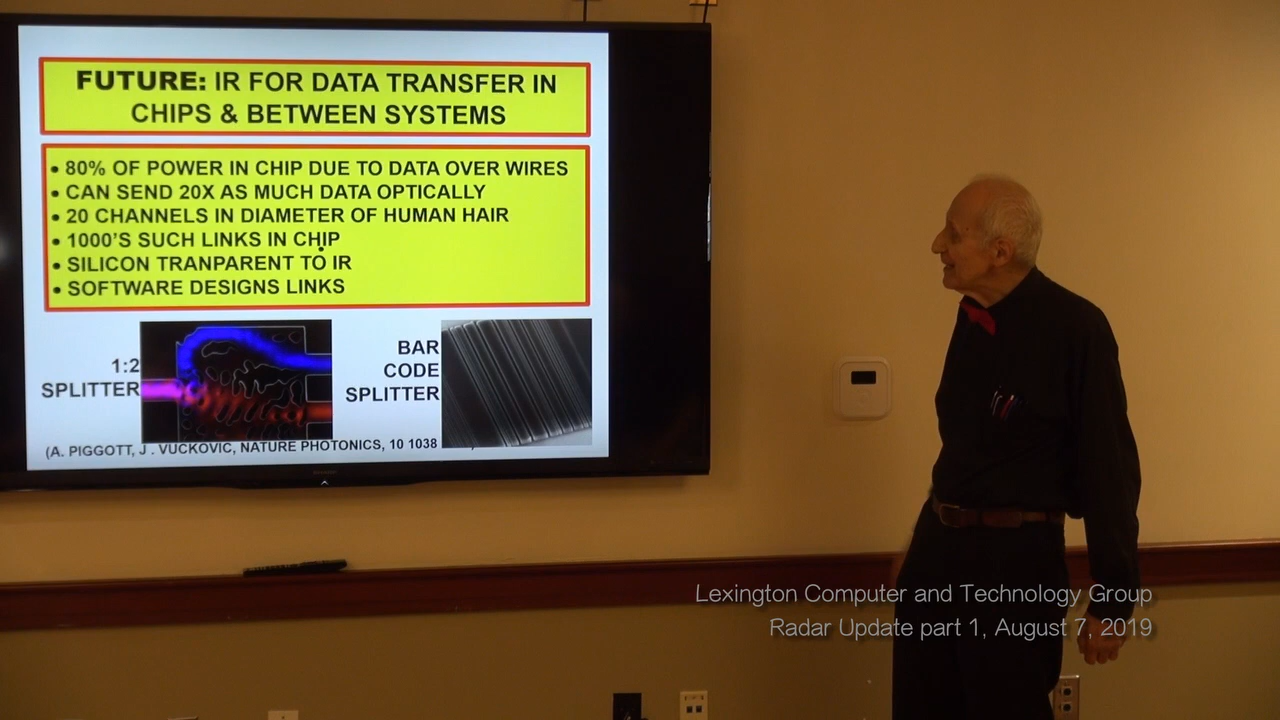 FUTURE: IR FOR DATA TRANSFER IN
CHIPS & BETWEEN SYSTEMS
• 80% OF POWER IN CHIP DUE TO DATA OVER WIRES
• CAN SEND 20X AS MUCH DATA OPTICALLY
• 20 CHANNELS IN DIAMETER OF HUMAN HAIR
• 1000'S SUCH LINKS IN CHIP
• SILICON TRANPARENT TO IR
• SOFTWARE DESIGNS LINKS
1:2
SPLITTER
BAR
CODE
SPLITTER
(A. PIGGOTT, J . VUCKOVIC, NATURE PHOTONICS, 10 1038
Lexington Computer and Technology Group
Radar Update part 1, August 7, 2019